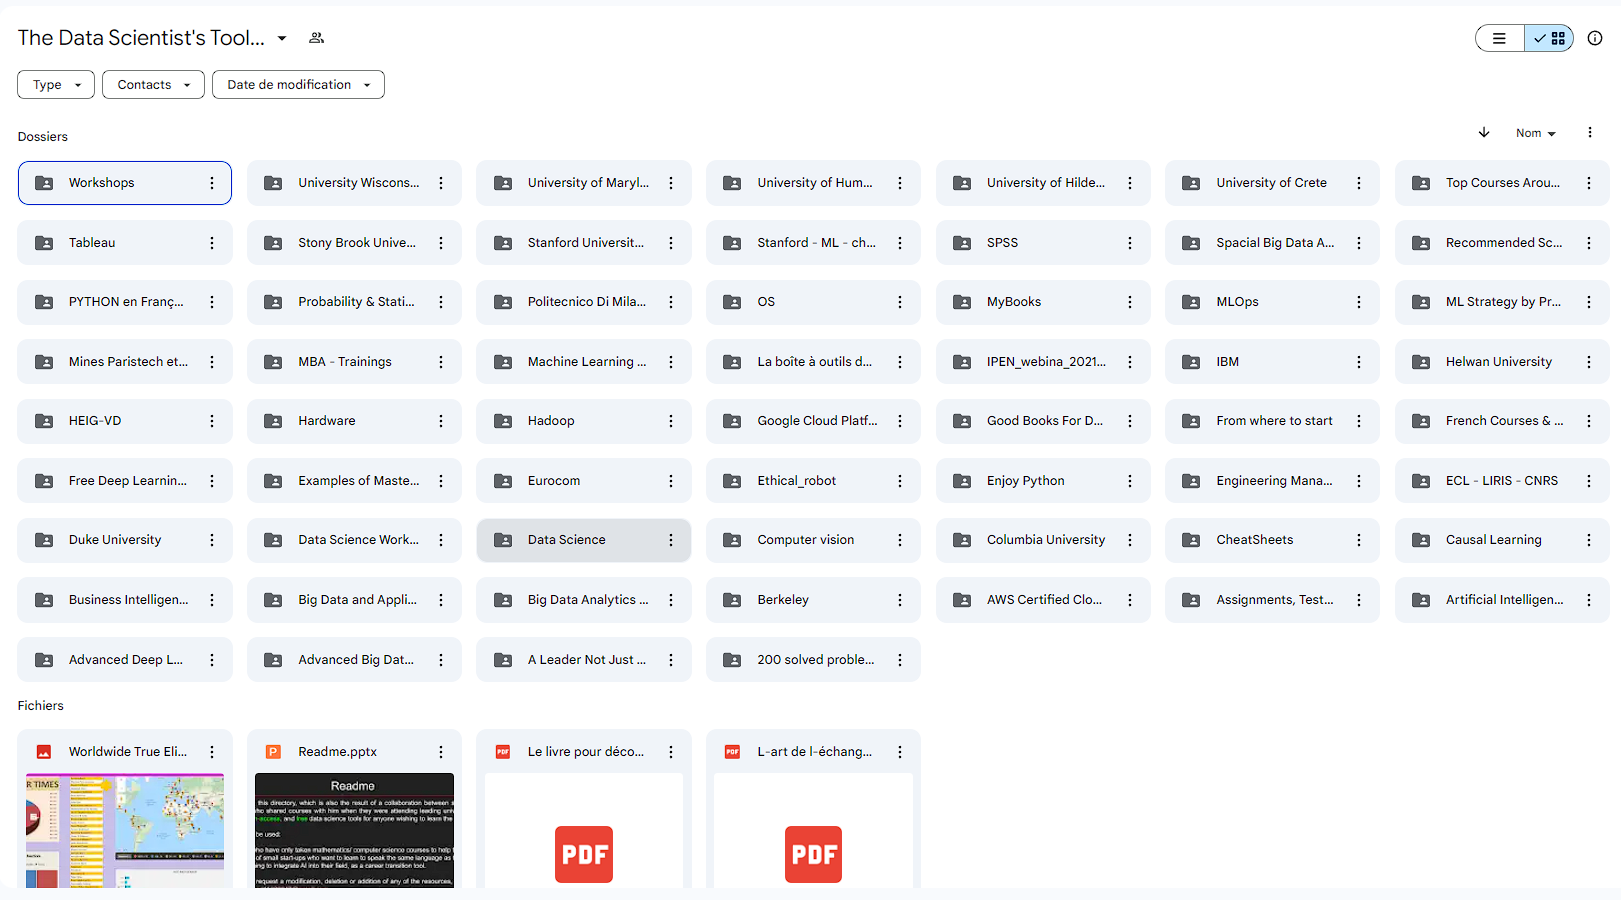 The Data Scientist's Tool...
Type
Contacts
Date de modification
Dossiers
Nom
Workshops
University Wiscons...
University of Maryl...
University of Hum...
University of Hilde...
University of Crete
Top Courses Arou...
Tableau
Stony Brook Unive...
Stanford Universit...
Stanford - ML - ch...
SPSS
Spacial Big Data A...
Recommended Sc...
PYTHON en Franç...
Probability & Stati...
Politecnico Di Mila...
OS
MyBooks
MLOps
ML Strategy by Pr...
Mines Paristech et...
MBA - Trainings
Machine Learning ...
La boîte à outils d...
IPEN_webina_2021...
IBM
Helwan University
HEIG-VD
Hardware
Hadoop
Google Cloud Platf...
Good Books For D...
From where to start
French Courses & ...
Free Deep Learnin...
Examples of Maste...
Eurocom
Ethical_robot
Enjoy Python
Engineering Mana...
ECL - LIRIS - CNRS
Duke University
Data Science Work...
Data Science
Computer vision
Columbia University
CheatSheets
Causal Learning
Business Intelligen...
Big Data and Appli...
Big Data Analytics ...
Berkeley
AWS Certified Clo...
Assignments, Test...
Artificial Intelligen...
Advanced Deep L...
Advanced Big Dat...
A Leader Not Just ...
200 solved proble...
Fichiers
Worldwide True Eli...
Readme.pptx
Le livre pour déco...
L-art de l-échang...
R TIMES
Readme
this directory, which is also the result of a collaboration between
who shared courses with him when they were attending leading
-access, and free data science tools for anyone wishing to learn the
be used:
who have only taken mathematics/ computer science courses to help
of small start-ups who want to learn to speak the same language as
ing to integrate AI into their field, as a career transition tool.
request a modification, deletion or addition of any of the resources,
PDF
PDF